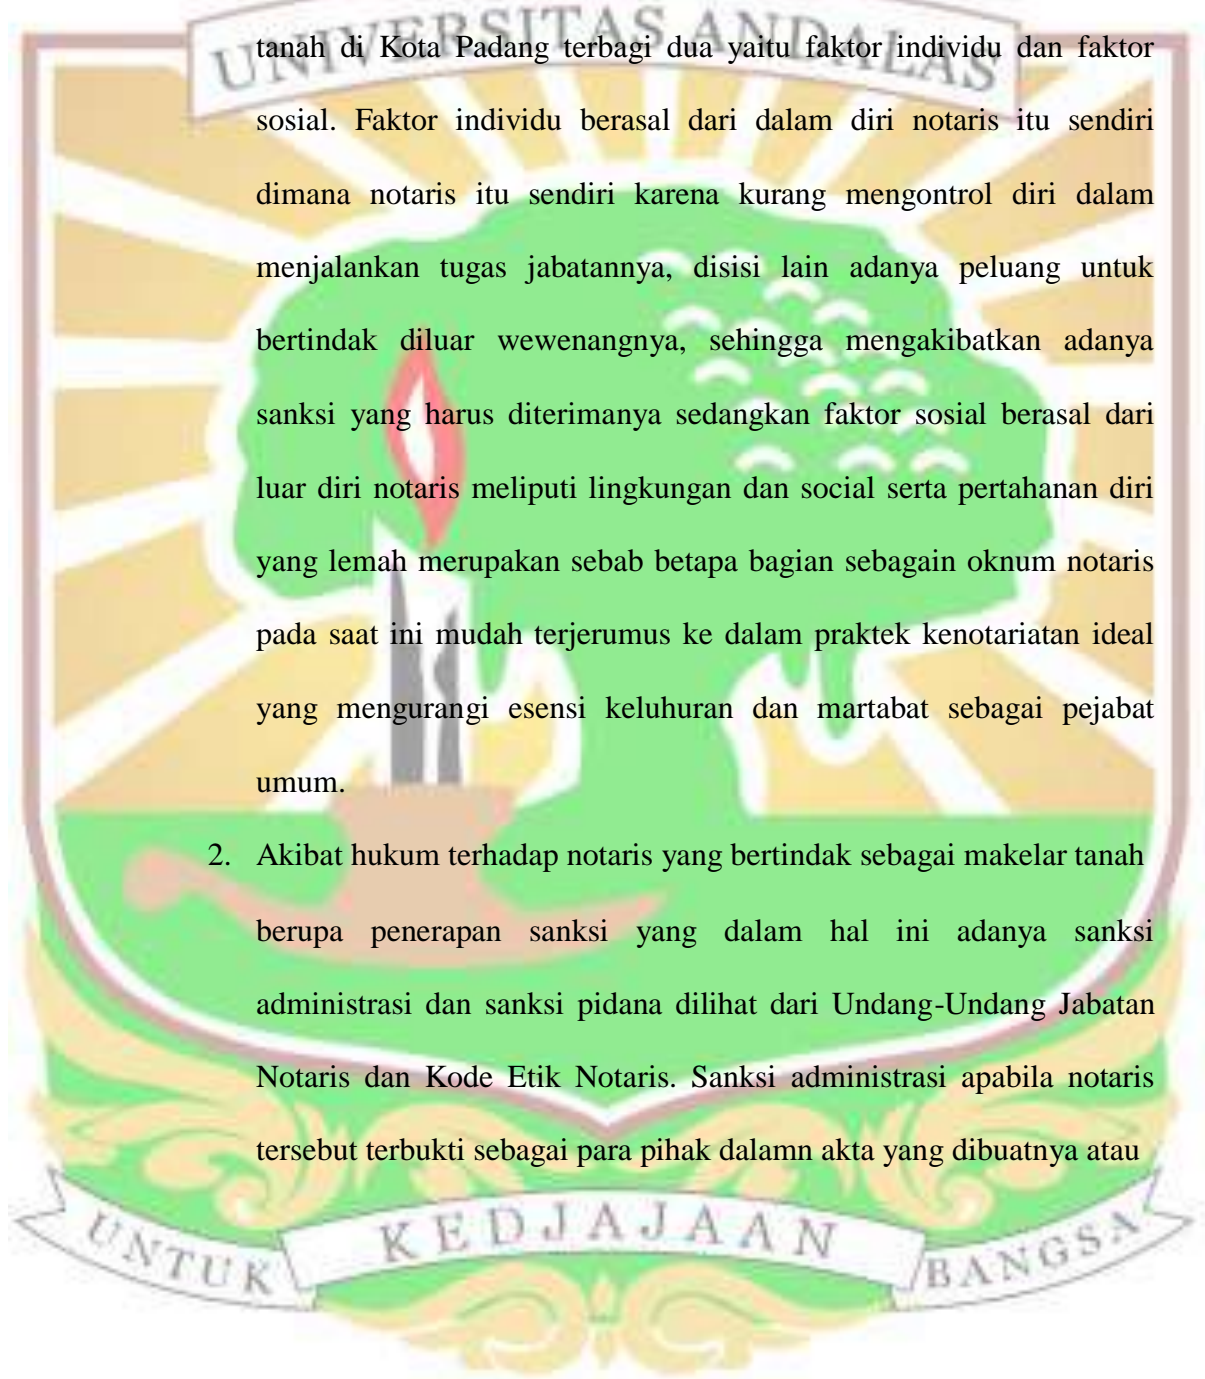 UNIVERSITAS ANDALAS
tanah di Kota Padang terbagi dua yaitu faktor individu dan faktor
sosial. Faktor individu berasal dari dalam diri notaris itu sendiri
dimana notaris itu sendiri karena kurang mengontrol diri dalam
menjalankan tugas jabatannya, disisi lain adanya peluang untuk
bertindak diluar wewenangnya, sehingga mengakibatkan adanya
sanksi yang harus diterimanya sedangkan faktor sosial berasal dari
luar diri notaris meliputi lingkungan dan social serta pertahanan diri
yang lemah merupakan sebab betapa bagian sebagain oknum notaris
pada saat ini mudah terjerumus ke dalam praktek kenotariatan ideal
yang mengurangi esensi keluhuran dan martabat sebagai pejabat
umum.
2. Akibat hukum terhadap notaris yang bertindak sebagai makelar tanah
berupa penerapan sanksi yang dalam hal ini adanya sanksi
administrasi dan sanksi pidana dilihat dari Undang-Undang Jabatan
Notaris dan Kode Etik Notaris. Sanksi administrasi apabila notaris
tersebut terbukti sebagai para pihak dalamn akta yang dibuatnya atau
UNTUK KEDJAJAAN BANGSA